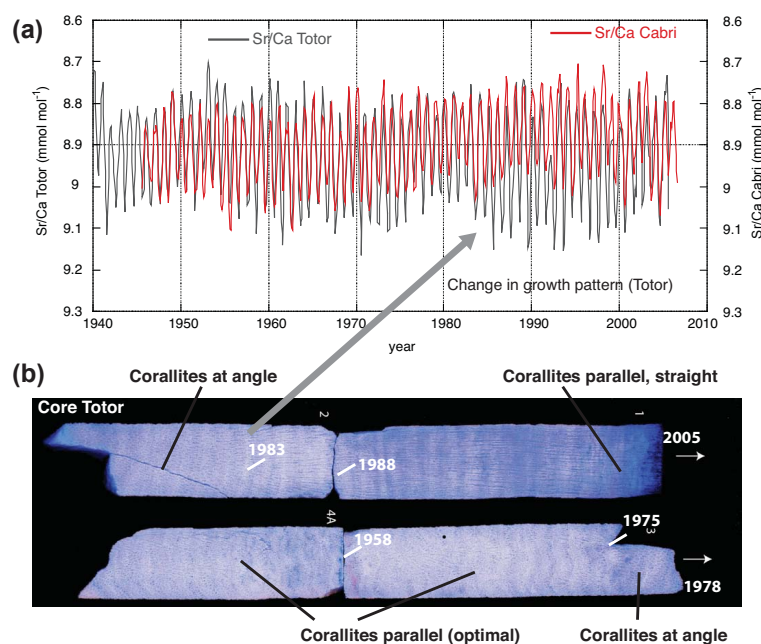 (a)
Sr/Ca Totor
Sr/Ca Cabri
8.6
8.7
8.8
8.9
9
9.1
9.2
9.3
Sr/Ca Totor (mmol mol⁻¹)
8.6
8.7
8.8
8.9
9
9.1
9.2
9.3
Sr/Ca Cabri (mmol mol⁻¹)
Change in growth pattern (Totor)
1940 1950 1960 1970 1980 1990 2000 2010
year
(b)
Corallites at angle
Corallites parallel, straight
Core Totor
2
1
2005
1983
1988
4A
1958
1975
3
1978
Corallites parallel (optimal)
Corallites at angle